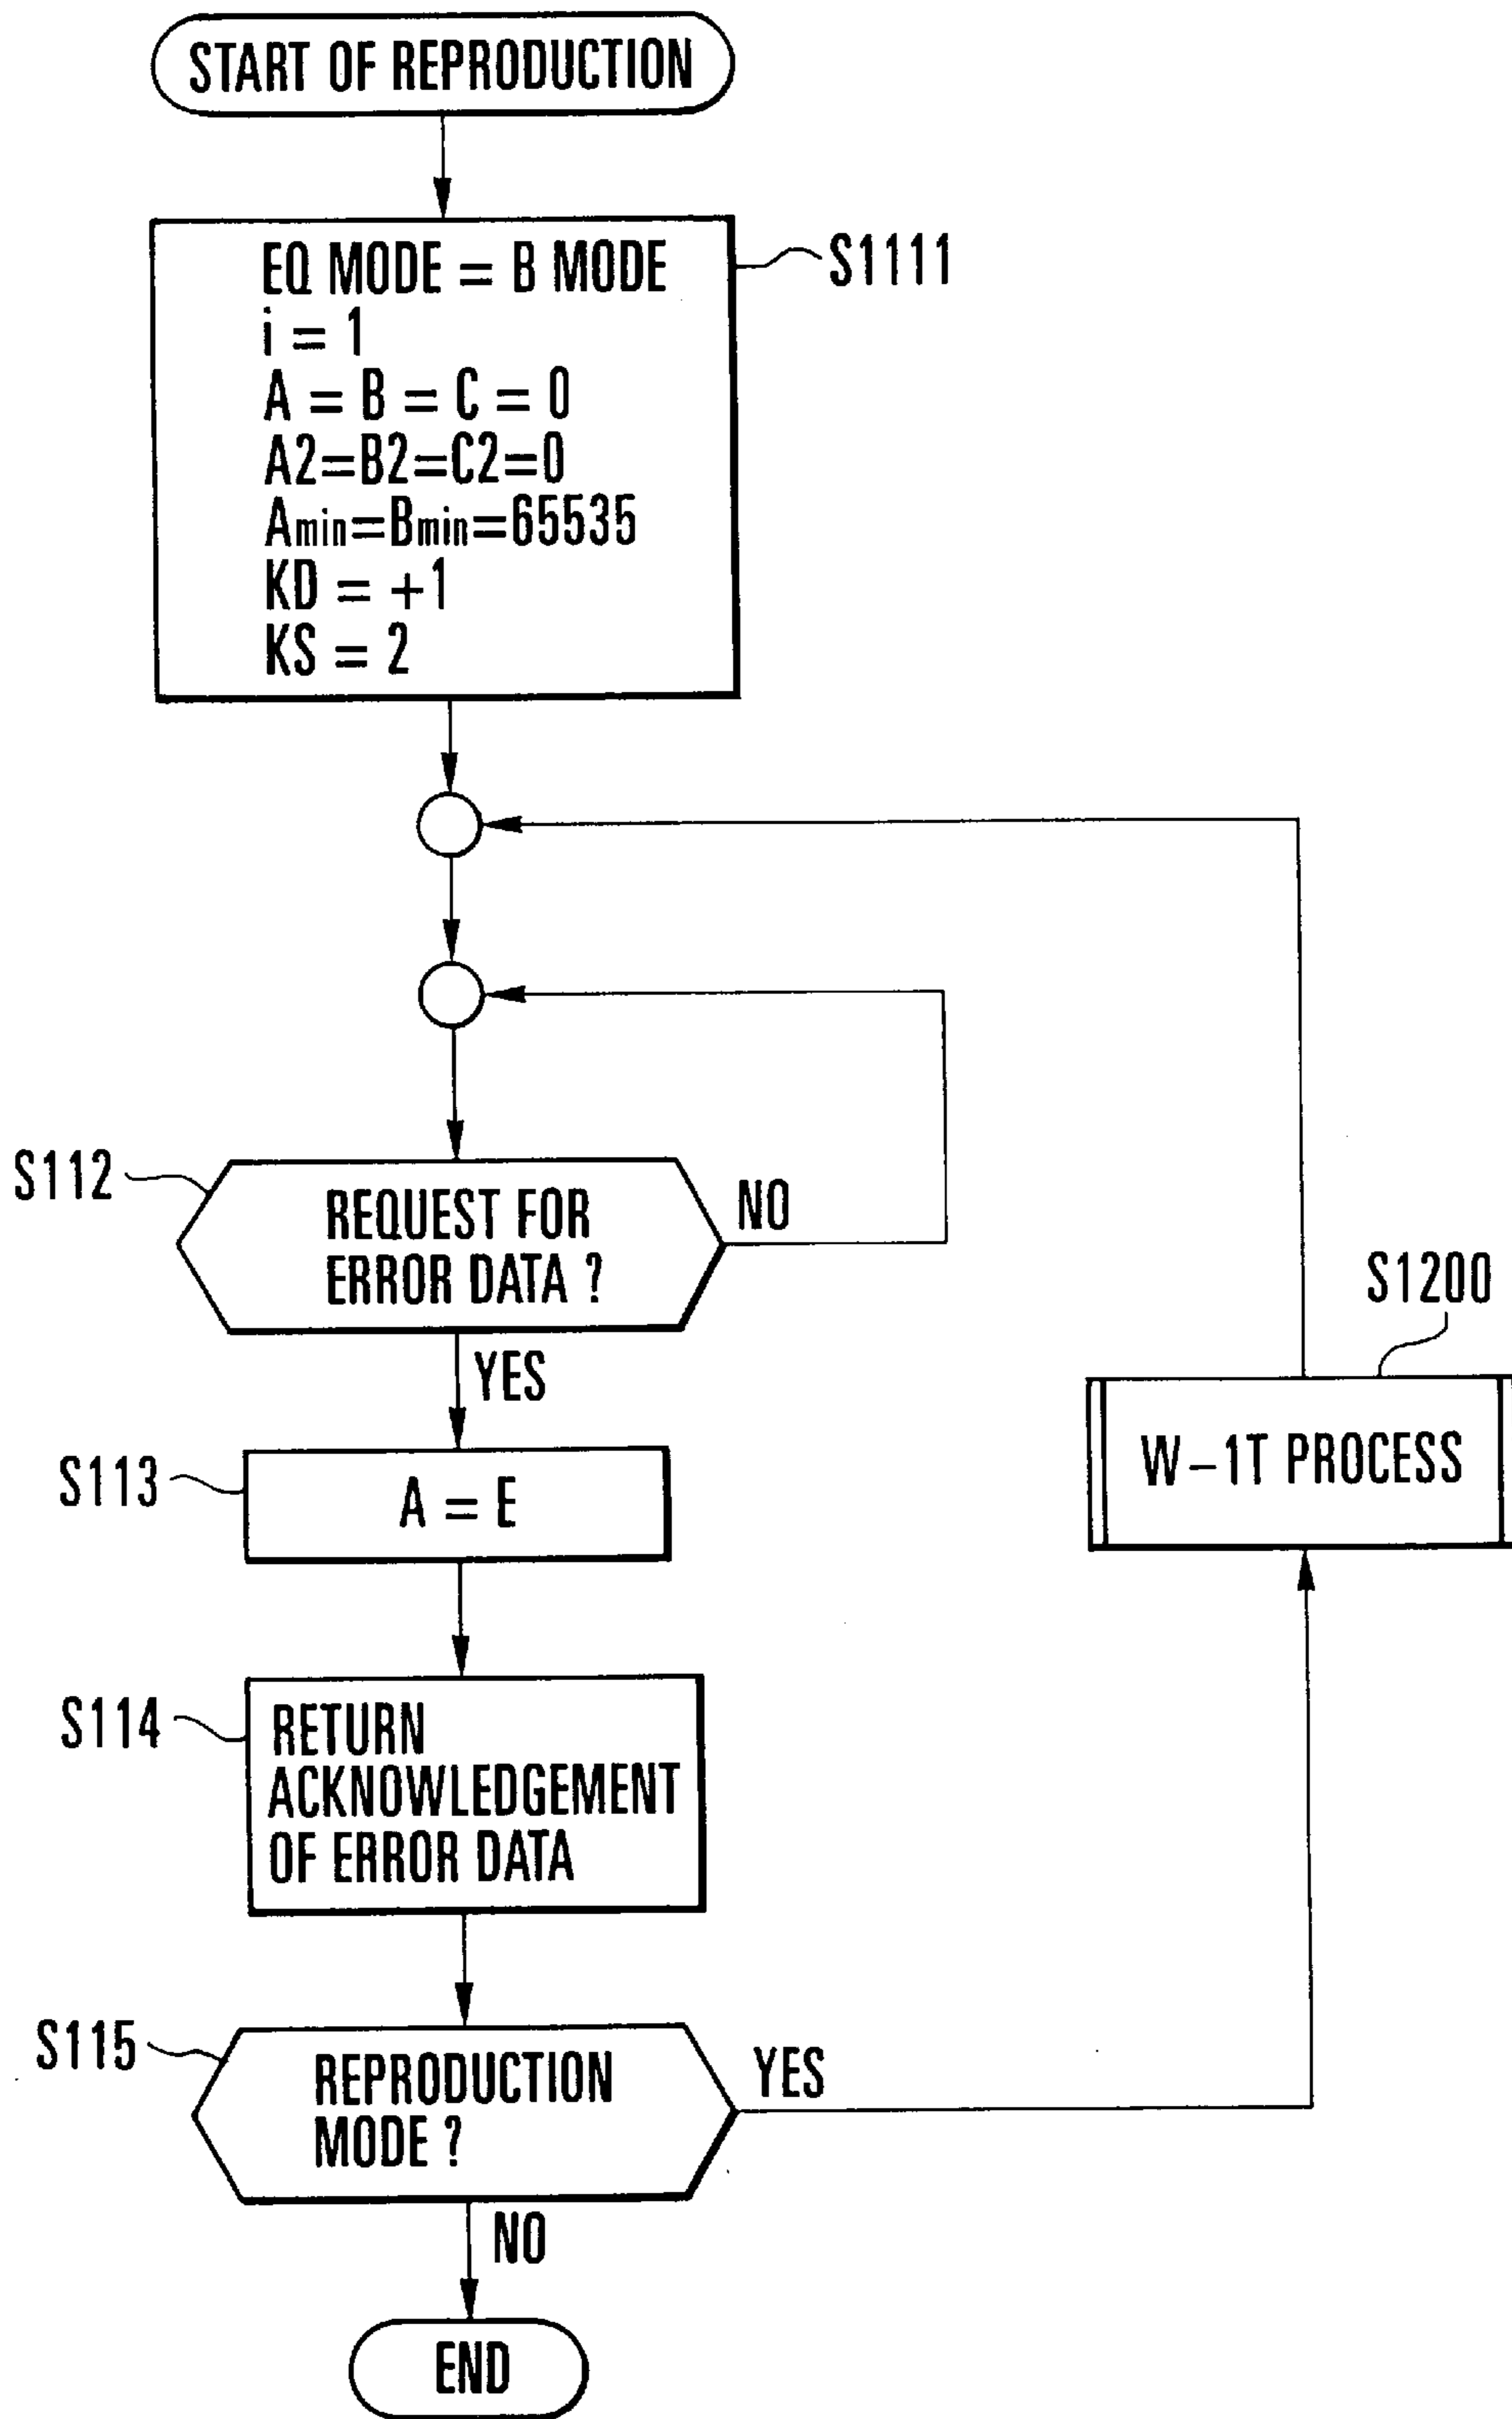 START OF REPRODUCTION
EQ MODE = B MODE
i = 1
A = B = C = 0
A2=B2=C2=0
Amin=Bmin=65535
KD = +1
KS = 2
S1111
S112
REQUEST FOR
ERROR DATA ?
NO
YES
S1200
W-1T PROCESS
S113
A = E
S114
RETURN
ACKNOWLEDGEMENT
OF ERROR DATA
S115
REPRODUCTION
MODE ?
YES
NO
END